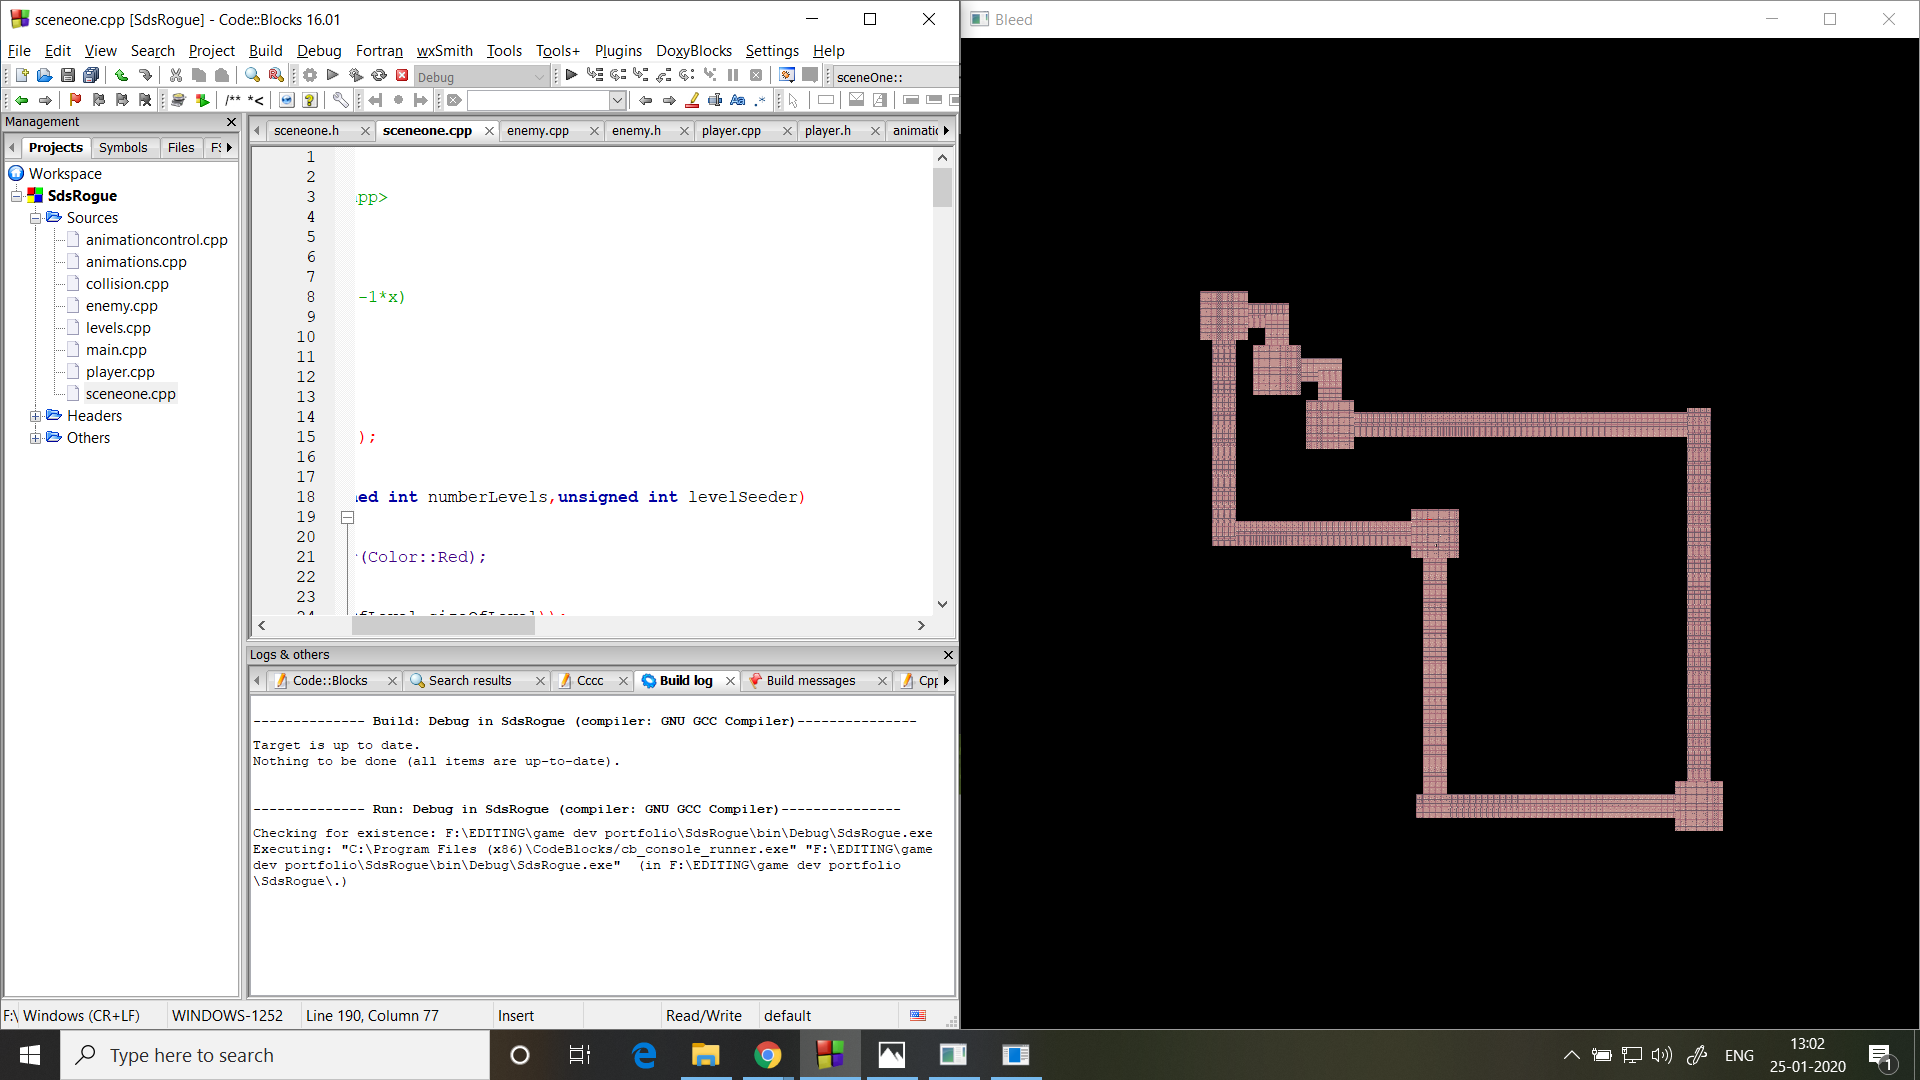 sceneone.cpp [SdsRogue] - Code::Blocks 16.01
File Edit View Search Project Build Debug Fortran wxSmith Tools Tools+ Plugins DoxyBlocks Settings Help
Debug
sceneOne::
/** *<
Aa .*
Management
Projects Symbols Files
Workspace
SdsRogue
Sources
animationcontrol.cpp
animations.cpp
collision.cpp
enemy.cpp
levels.cpp
main.cpp
player.cpp
sceneone.cpp
Headers
Others
sceneone.h sceneone.cpp enemy.cpp enemy.h player.cpp player.h animatic
1
2
3 pp>
4
5
6
7
8 -1*x)
9
10
11
12
13
14
15 );
16
17
18 ed int numberLevels,unsigned int levelSeeder)
19
20
21 (Color::Red);
22
23
24
Logs & others
Code::Blocks Search results Cccc Build log Build messages Cpp
-------------- Build: Debug in SdsRogue (compiler: GNU GCC Compiler)---------------
Target is up to date.
Nothing to be done (all items are up-to-date).
-------------- Run: Debug in SdsRogue (compiler: GNU GCC Compiler)---------------
Checking for existence: F:\EDITING\game dev portfolio\SdsRogue\bin\Debug\SdsRogue.exe
Executing: "C:\Program Files (x86)\CodeBlocks/cb_console_runner.exe" "F:\EDITING\game
dev portfolio\SdsRogue\bin\Debug\SdsRogue.exe"  (in F:\EDITING\game dev portfolio
\SdsRogue\.)
F:\ Windows (CR+LF) WINDOWS-1252 Line 190, Column 77 Insert Read/Write default
Bleed
Type here to search
ENG
13:02
25-01-2020
1